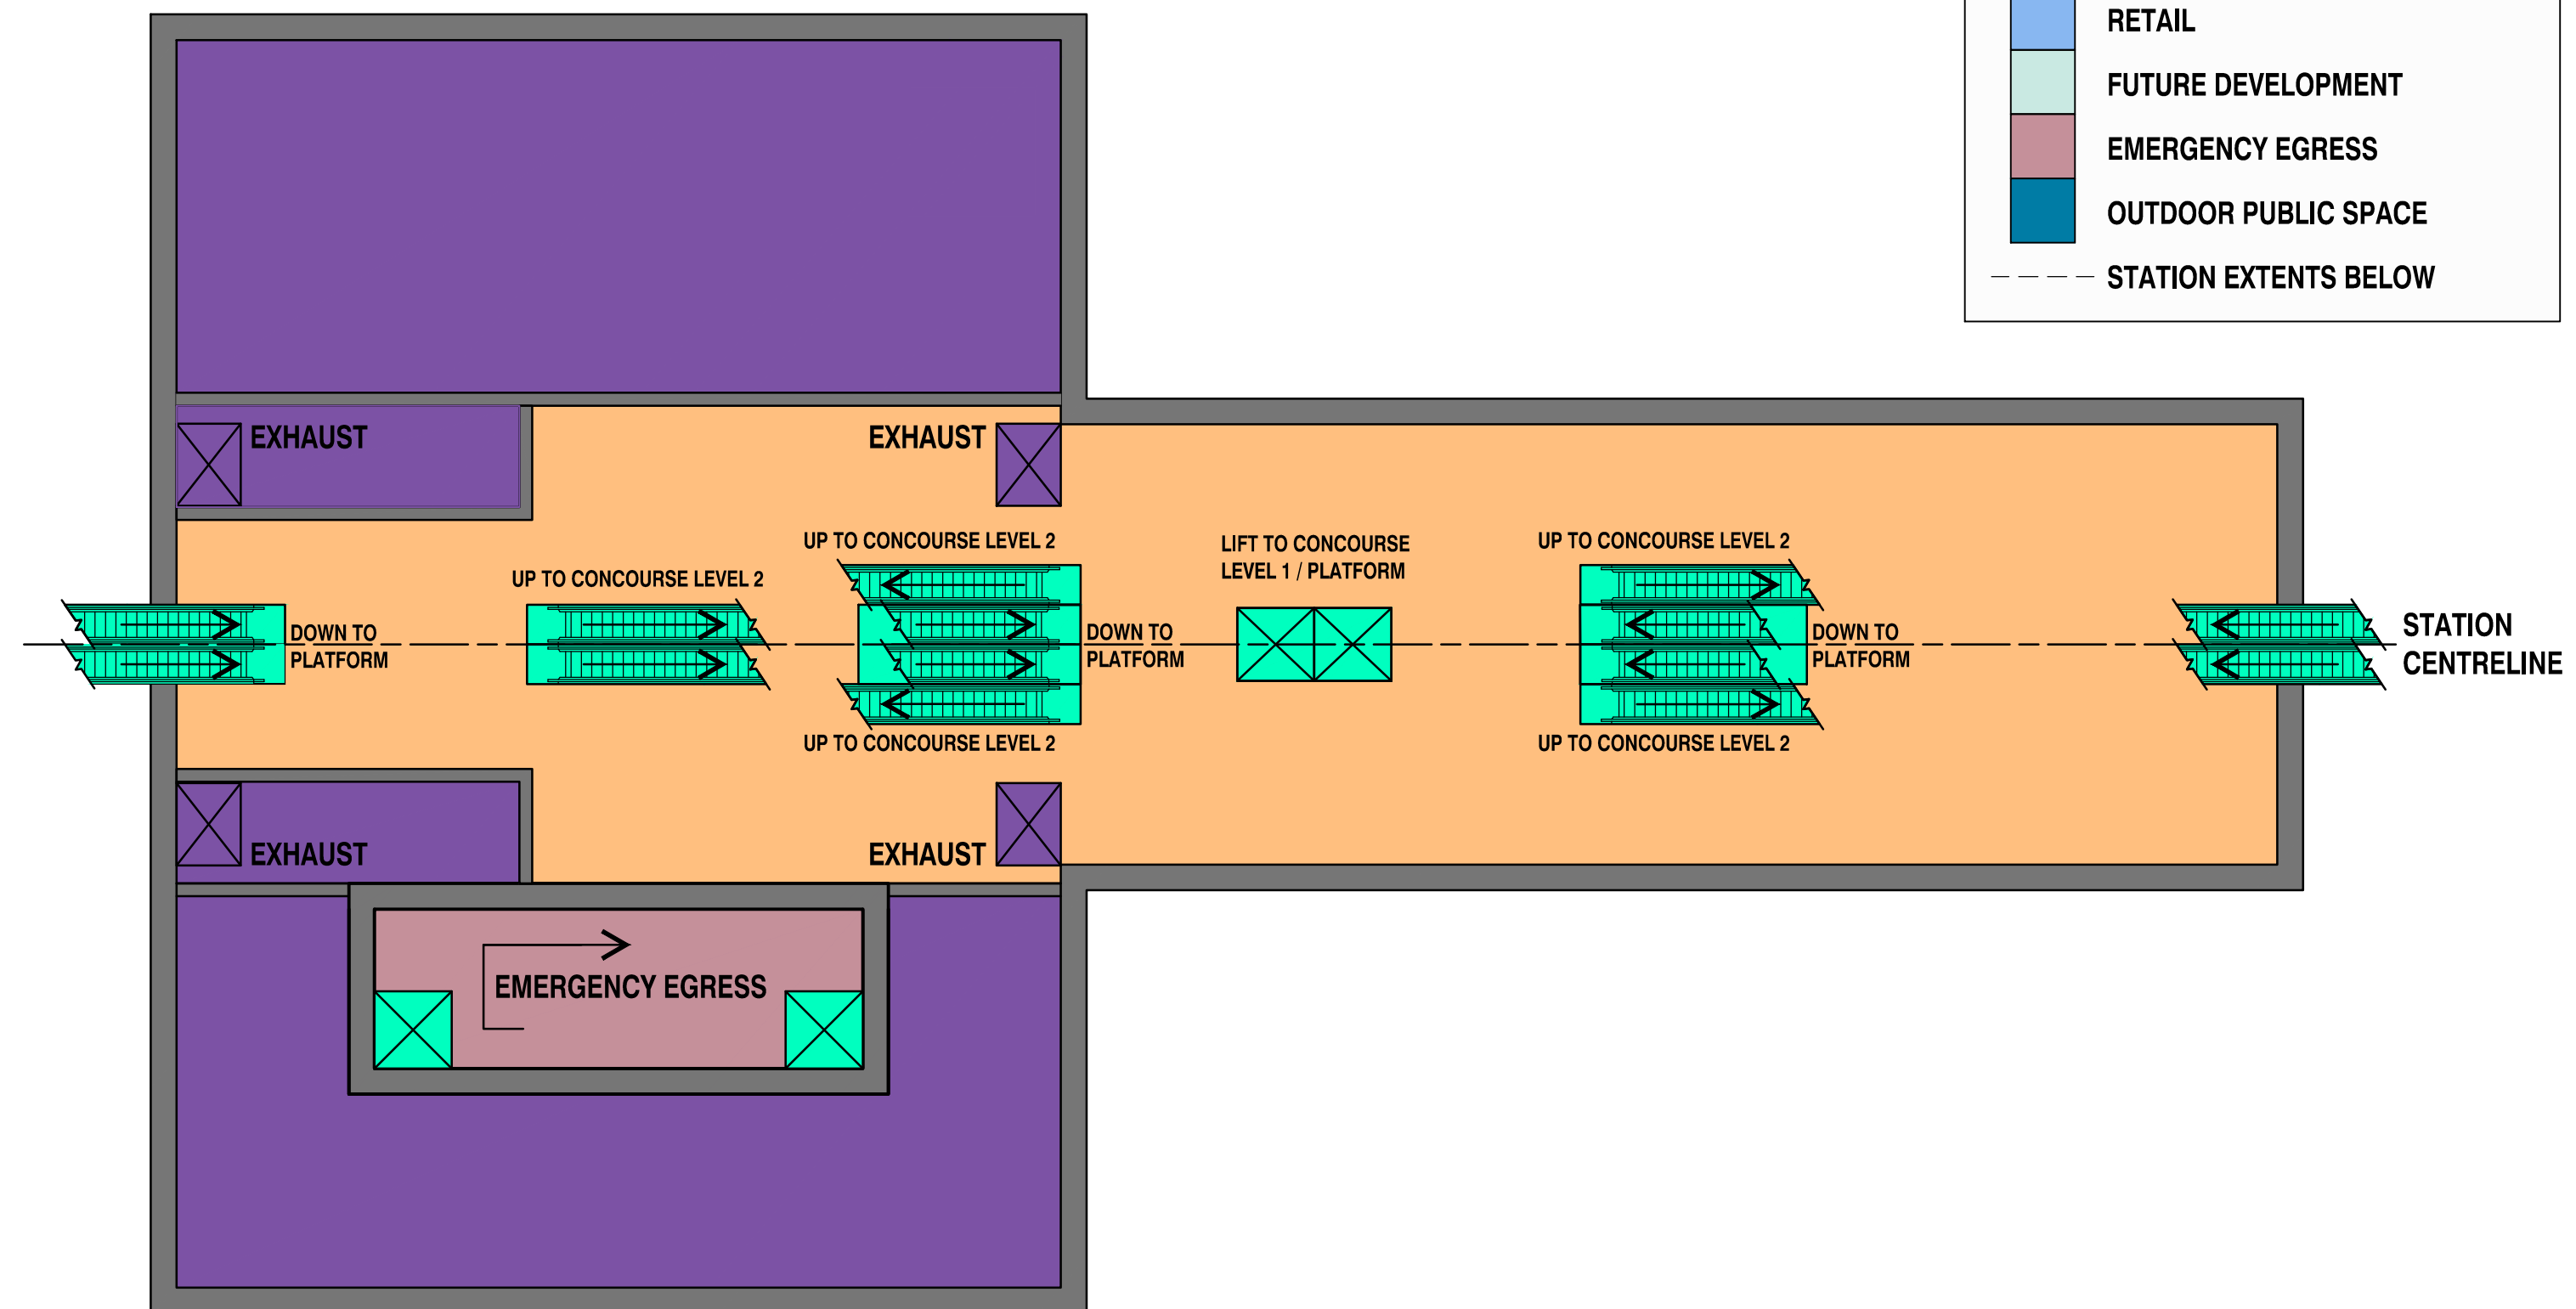 RETAIL
FUTURE DEVELOPMENT
EMERGENCY EGRESS
OUTDOOR PUBLIC SPACE
STATION EXTENTS BELOW
EXHAUST
EXHAUST
UP TO CONCOURSE LEVEL 2
LIFT TO CONCOURSE
LEVEL 1 / PLATFORM
UP TO CONCOURSE LEVEL 2
UP TO CONCOURSE LEVEL 2
DOWN TO
PLATFORM
DOWN TO
PLATFORM
DOWN TO
PLATFORM
STATION
CENTRELINE
UP TO CONCOURSE LEVEL 2
UP TO CONCOURSE LEVEL 2
EXHAUST
EXHAUST
EMERGENCY EGRESS